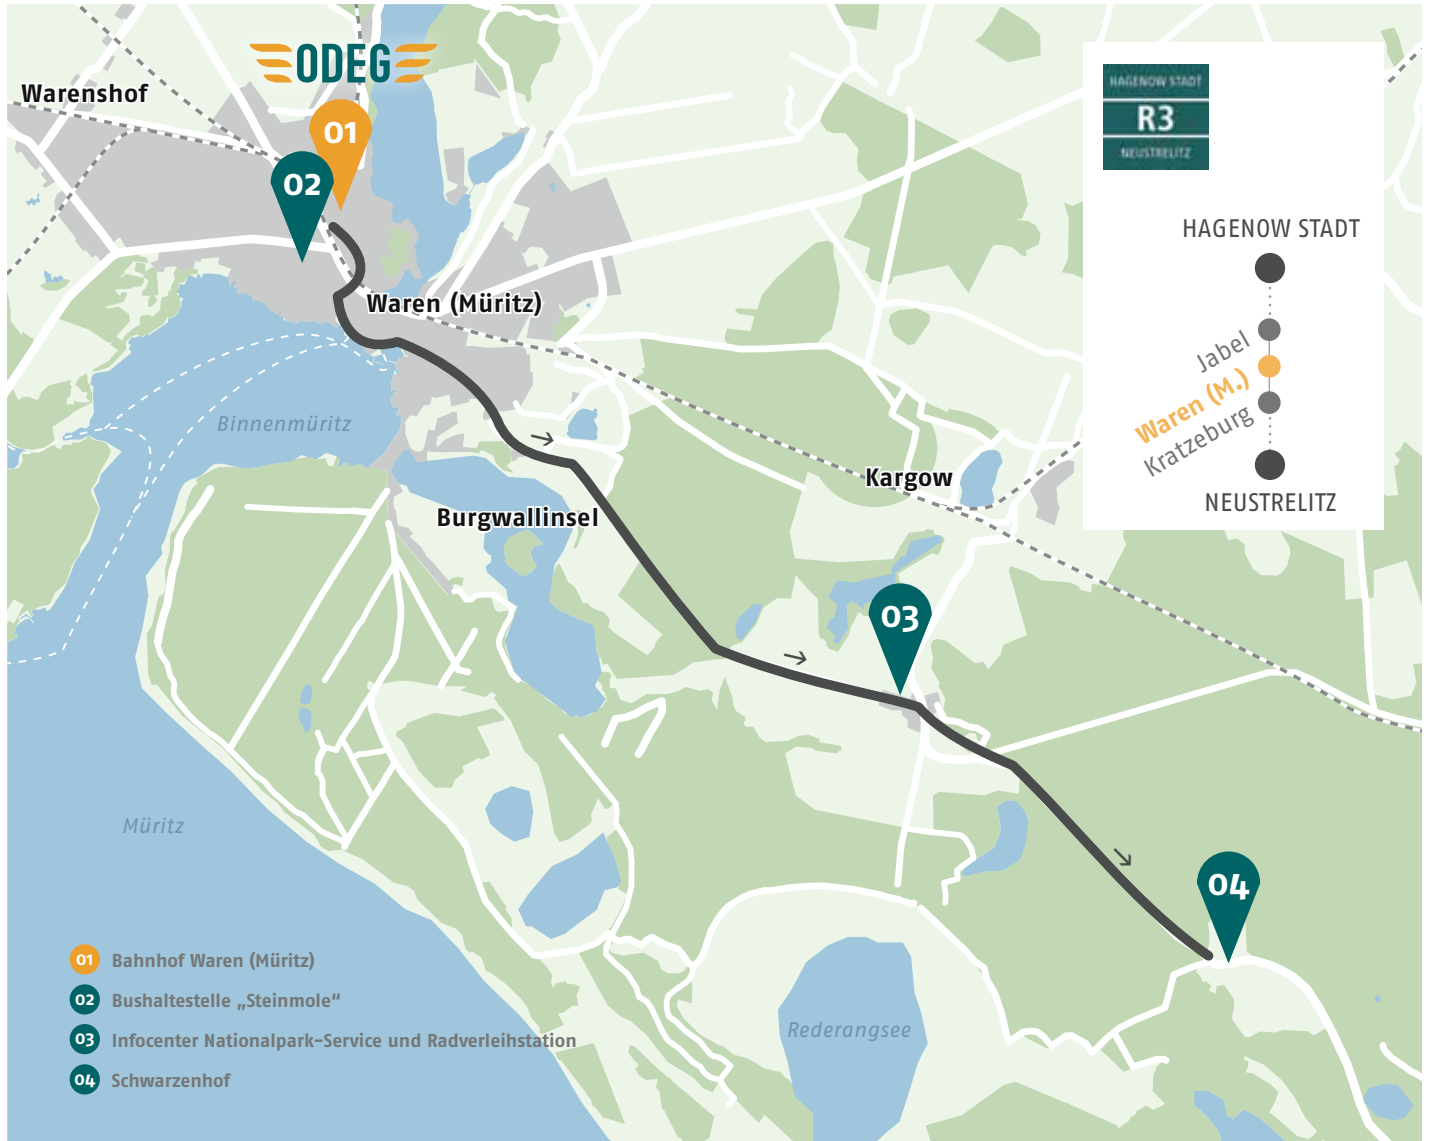 ODEG
Warenshof
01
02
Waren (Müritz)
Binnenmüritz
Burgwallinsel
Kargow
03
Müritz
04
Rederangsee
HAGENOW STADT
R3
NEUSTRELITZ
HAGENOW STADT
Jabel
Waren (M.)
Kratzeburg
NEUSTRELITZ
01 Bahnhof Waren (Müritz)
02 Bushaltestelle „Steinmole“
03 Infocenter Nationalpark-Service und Radverleihstation
04 Schwarzenhof